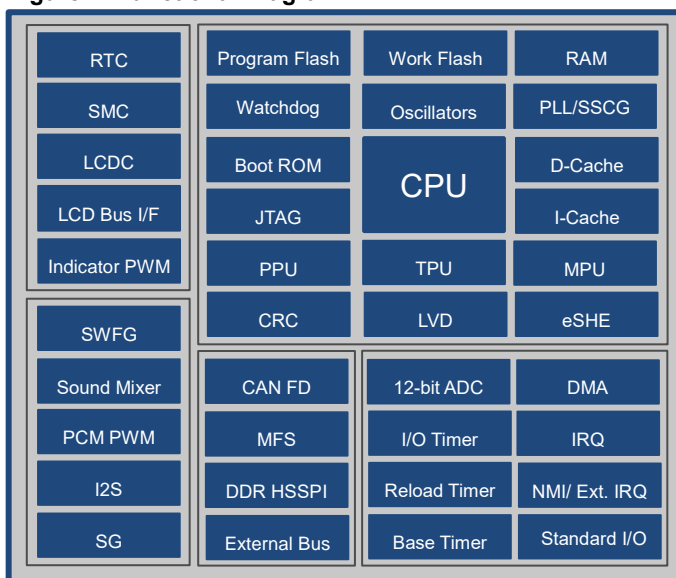 RTC
SMC
LCDC
LCD Bus I/F
Indicator PWM
Program Flash
Work Flash
RAM
Watchdog
Oscillators
PLL/SSCG
Boot ROM
CPU
D-Cache
JTAG
I-Cache
PPU
TPU
MPU
CRC
LVD
eSHE
SWFG
Sound Mixer
PCM PWM
I2S
SG
CAN FD
MFS
DDR HSSPI
External Bus
12-bit ADC
DMA
I/O Timer
IRQ
Reload Timer
NMI/ Ext. IRQ
Base Timer
Standard I/O